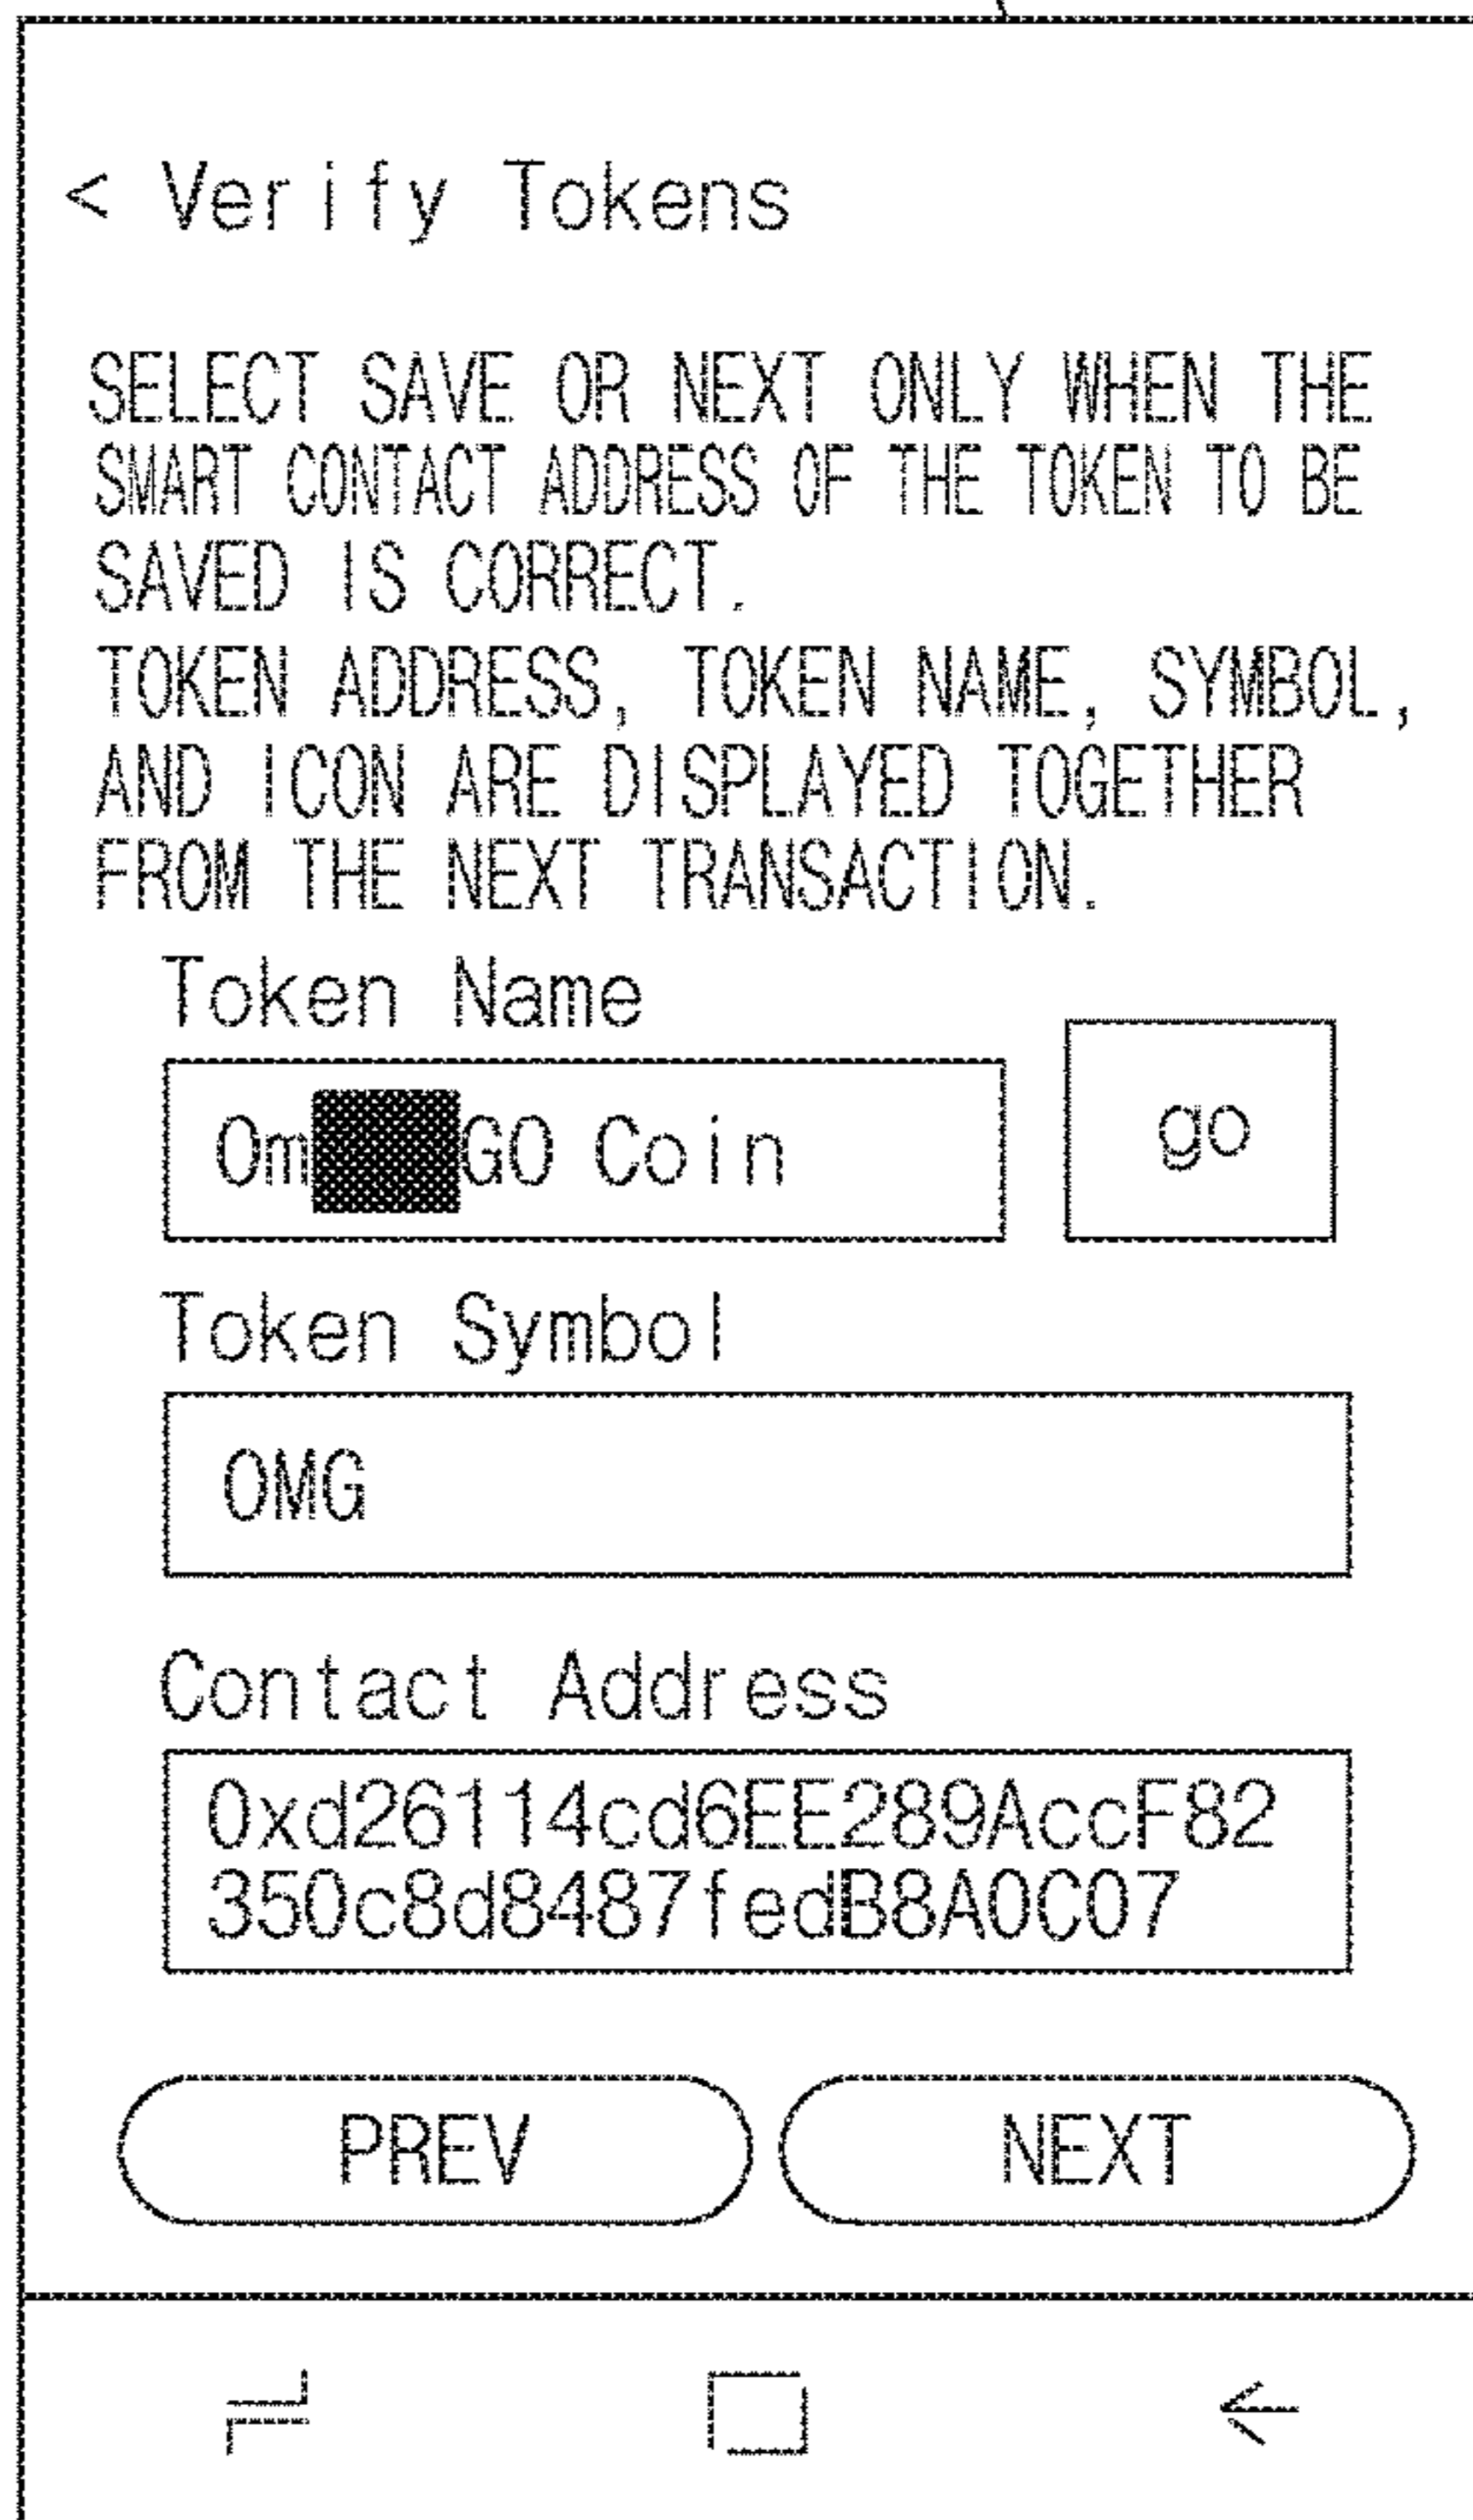 < Verify Tokens
SELECT SAVE OR NEXT ONLY WHEN THE
SMART CONTACT ADDRESS OF THE TOKEN TO BE
SAVED IS CORRECT.
TOKEN ADDRESS, TOKEN NAME, SYMBOL,
AND ICON ARE DISPLAYED TOGETHER
FROM THE NEXT TRANSACTION.
Token Name
GO Coin
go
Token Symbol
OMG
Contact Address
0xd26114cd6EE289AccF82
350c8d8487fedB8A0C07
PREV
NEXT